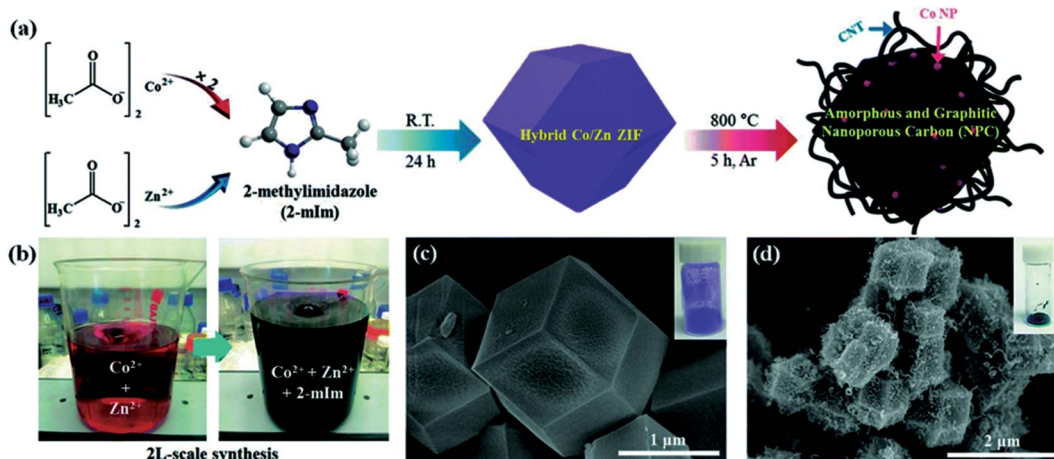 (a)
O
H₃C
O⁻
2
Co²⁺
× 2
O
H₃C
O⁻
2
Zn²⁺
2-methylimidazole
(2-mIm)
R.T.
24 h
Hybrid Co/Zn ZIF
800 °C
5 h, Ar
CNT
Co NP
Amorphous and Graphitic
Nanoporous Carbon (NPC)
(b)
Co²⁺
+
Zn²⁺
Co²⁺ + Zn²⁺
+ 2-mIm
2L-scale synthesis
(c)
1 μm
(d)
2 μm